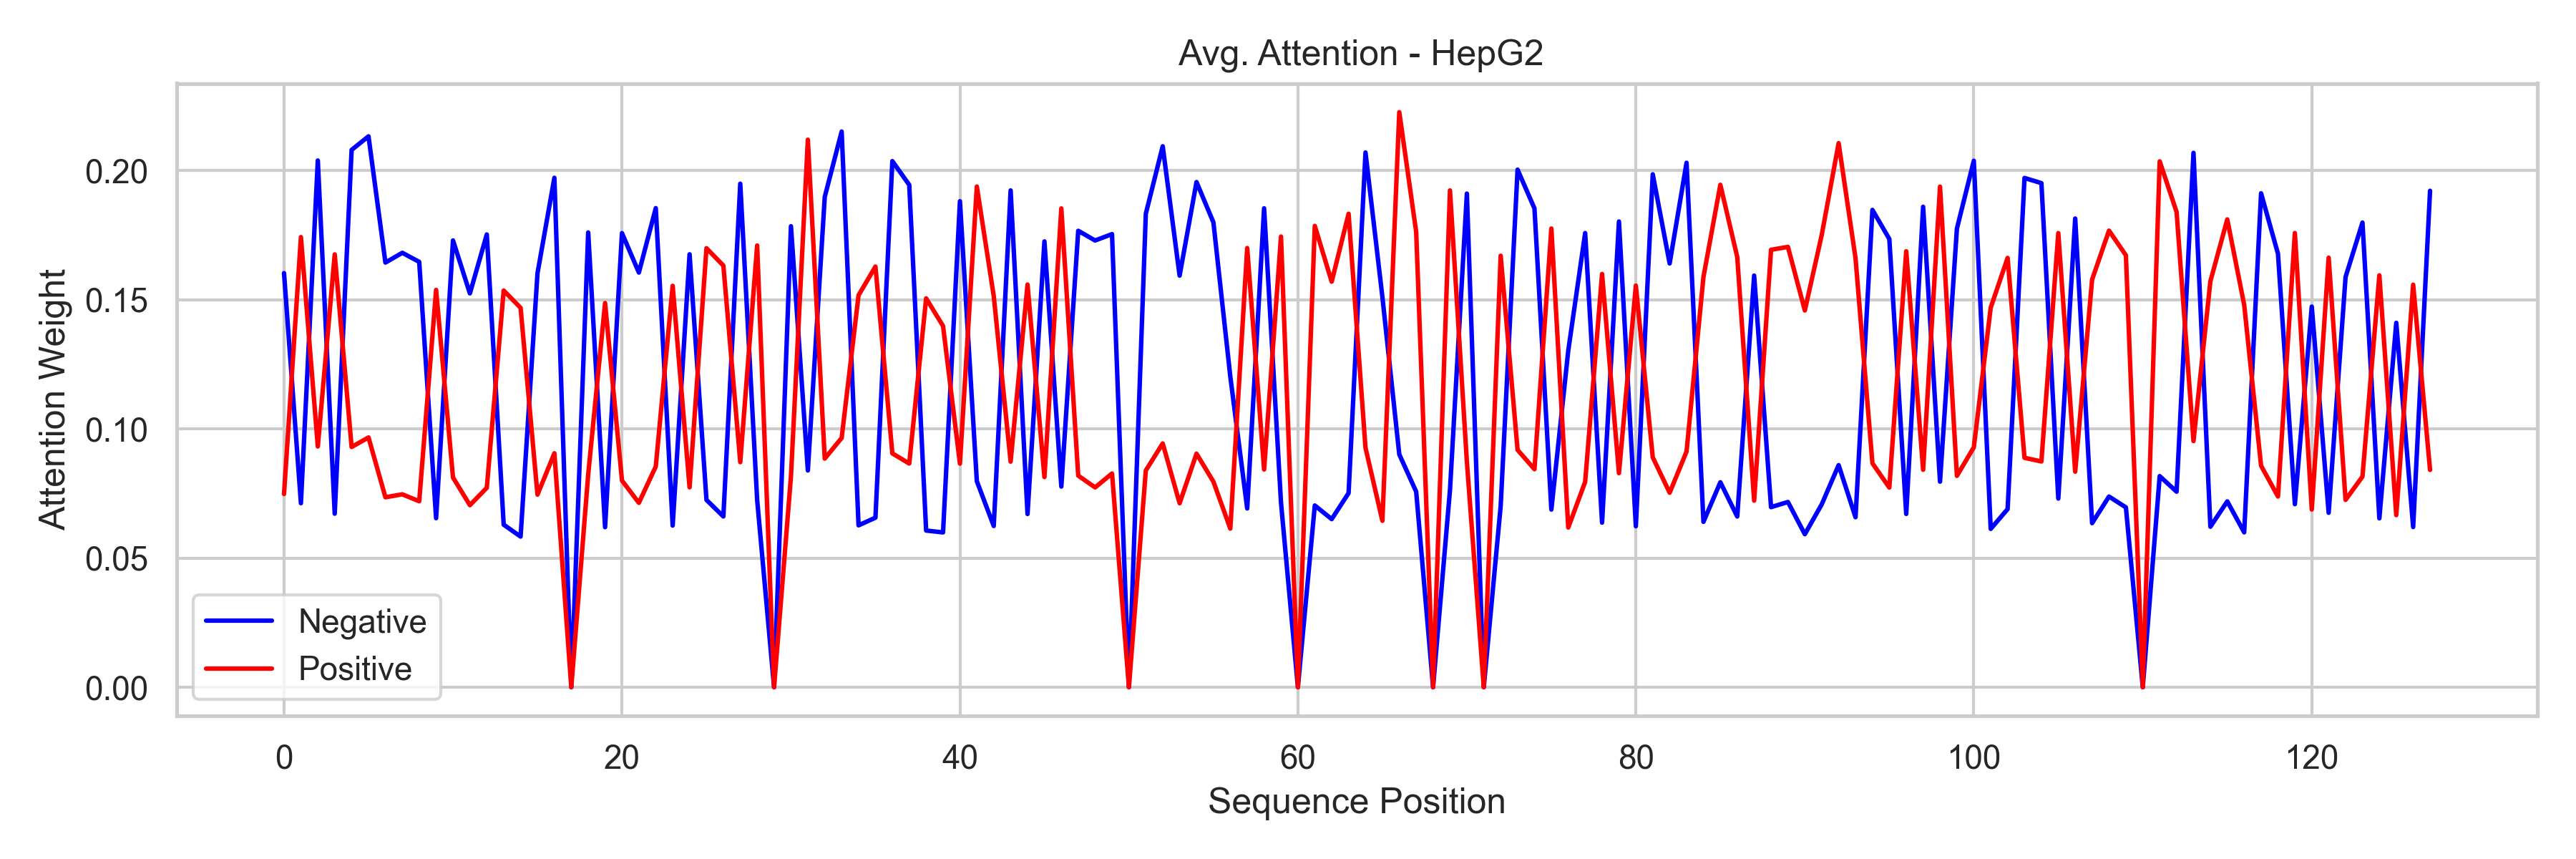 Avg. Attention - HepG2
Attention Weight
0.20
0.15
0.10
0.05
0.00
Negative
Positive
0 20 40 60 80 100 120
Sequence Position